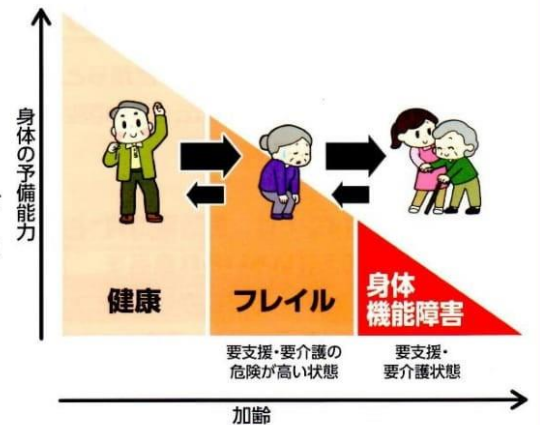 身体の予備能力
健康
フレイル
身体
機能障害
要支援・要介護の
危険が高い状態
要支援・
要介護状態
加齢